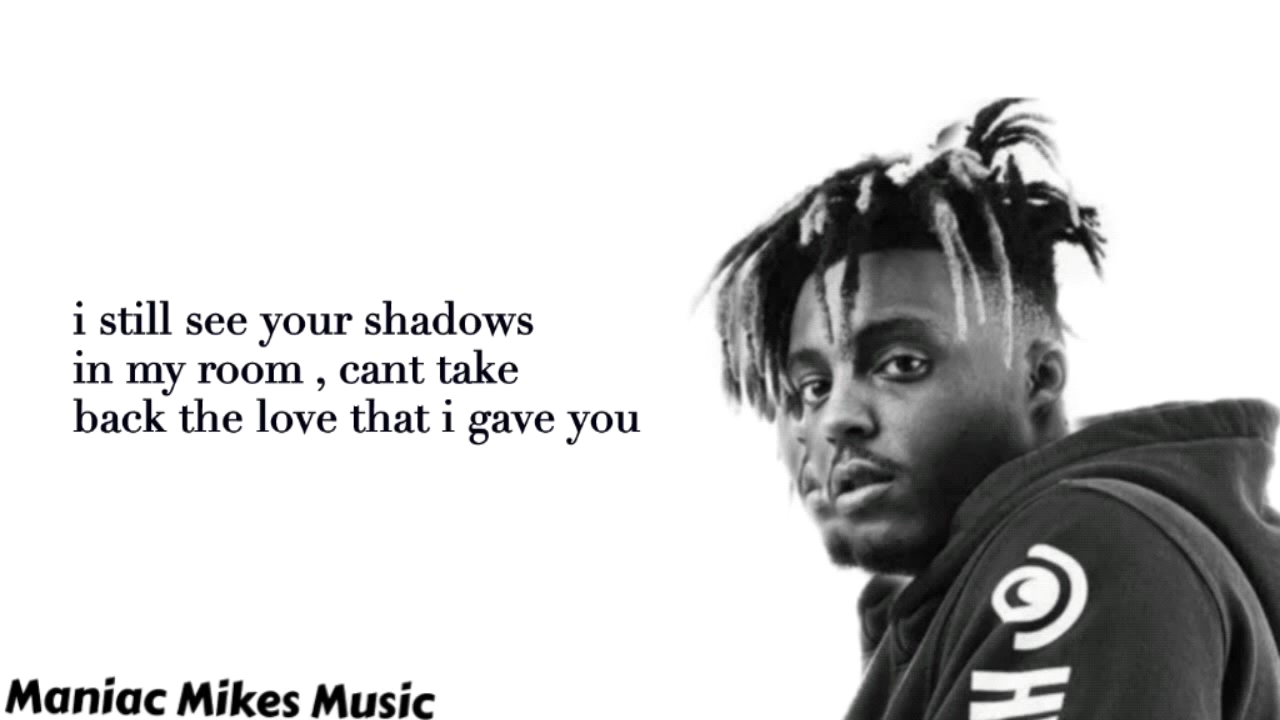 i still see your shadows
in my room , cant take
back the love that i gave you
Maniac Mikes Music